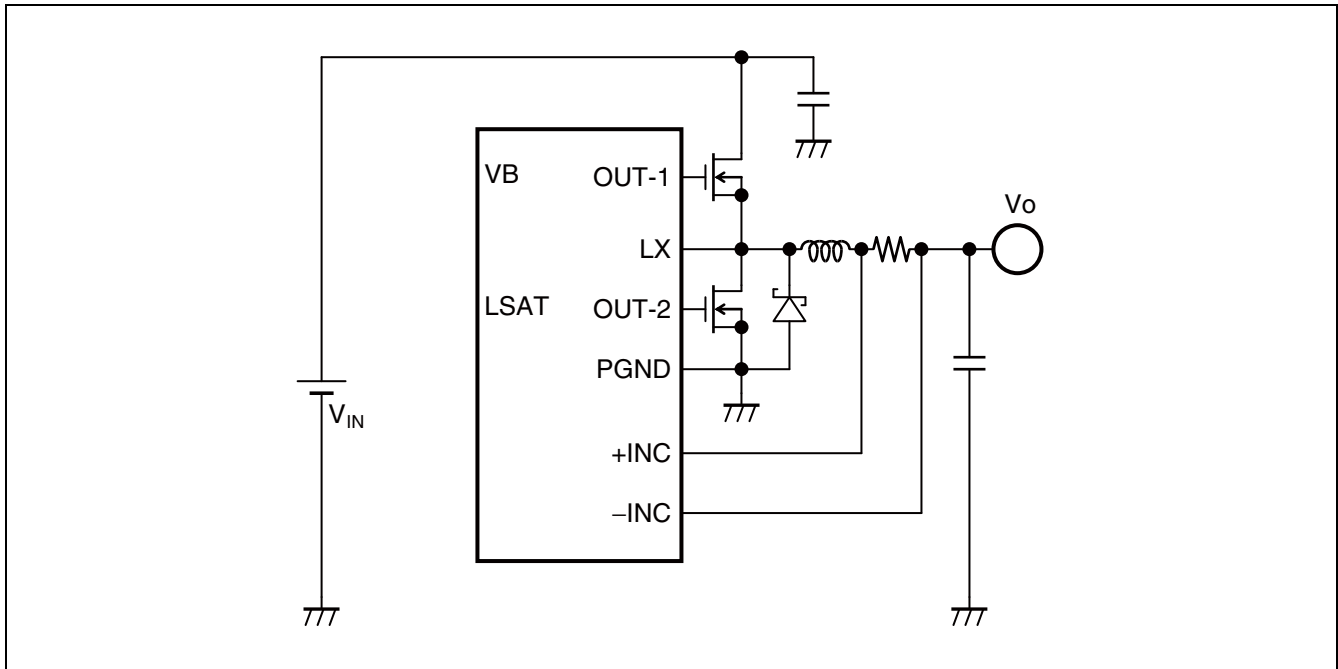 VB
OUT-1
Vo
LX
LSAT
OUT-2
PGND
VIN
+INC
−INC